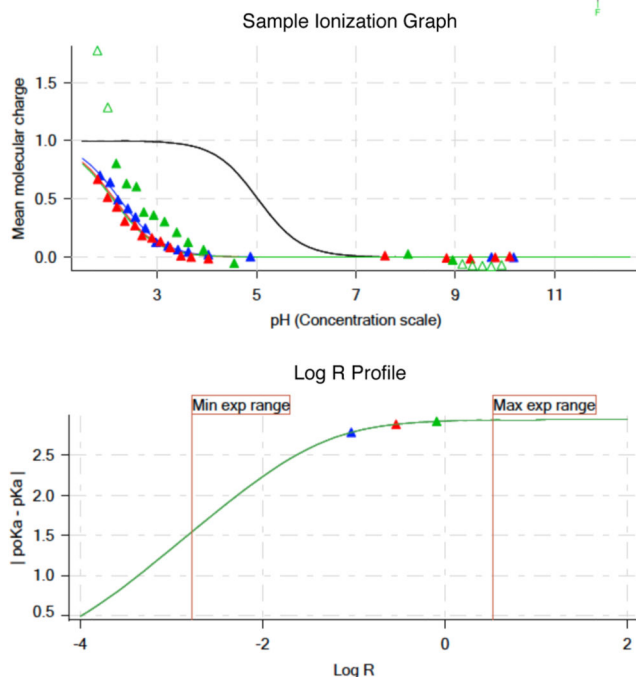 Sample Ionization Graph
Mean molecular charge
1.5
1.0
0.5
0.0
3 5 7 9 11
pH (Concentration scale)
Log R Profile
Min exp range Max exp range
| poKa - pKa |
2.5
2.0
1.5
1.0
0.5
-4 -2 0 2
Log R